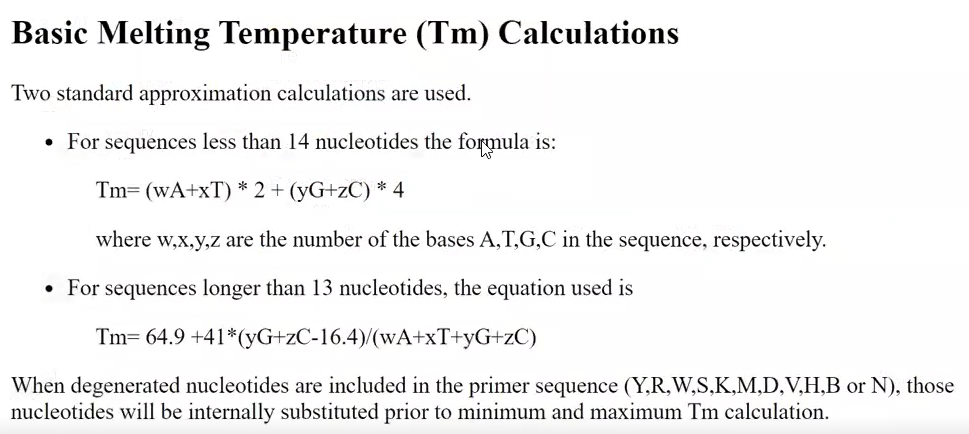 Basic Melting Temperature (Tm) Calculations
Two standard approximation calculations are used.
• For sequences less than 14 nucleotides the formula is:
Tm= (wA+xT) * 2 + (yG+zC) * 4
where w,x,y,z are the number of the bases A,T,G,C in the sequence, respectively.
• For sequences longer than 13 nucleotides, the equation used is
Tm= 64.9 +41*(yG+zC-16.4)/(wA+xT+yG+zC)
When degenerated nucleotides are included in the primer sequence (Y,R,W,S,K,M,D,V,H,B or N), those
nucleotides will be internally substituted prior to minimum and maximum Tm calculation.